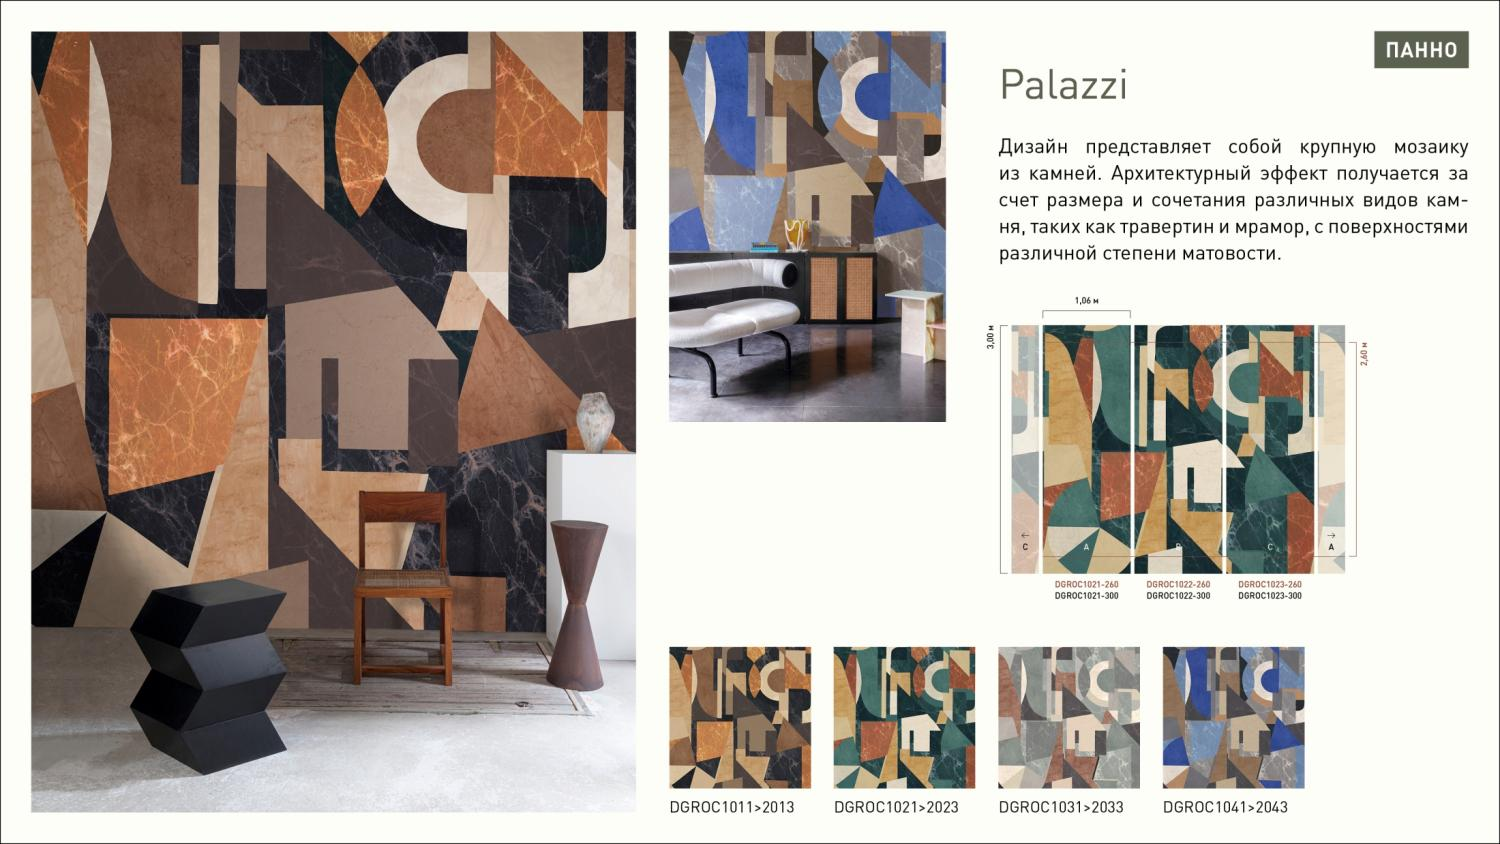 ПАННО
Palazzi
Дизайн представляет собой крупную мозаику
из камней. Архитектурный эффект получается за
счет размера и сочетания различных видов кам-
ня, таких как травертин и мрамор, с поверхностями
различной степени матовости.
1,06 м
3,00 м
2,60 м
← →
C A B C A
DGROC1021-260 DGROC1022-260 DGROC1023-260
DGROC1021-300 DGROC1022-300 DGROC1023-300
DGROC1011>2013 DGROC1021>2023 DGROC1031>2033 DGROC1041>2043